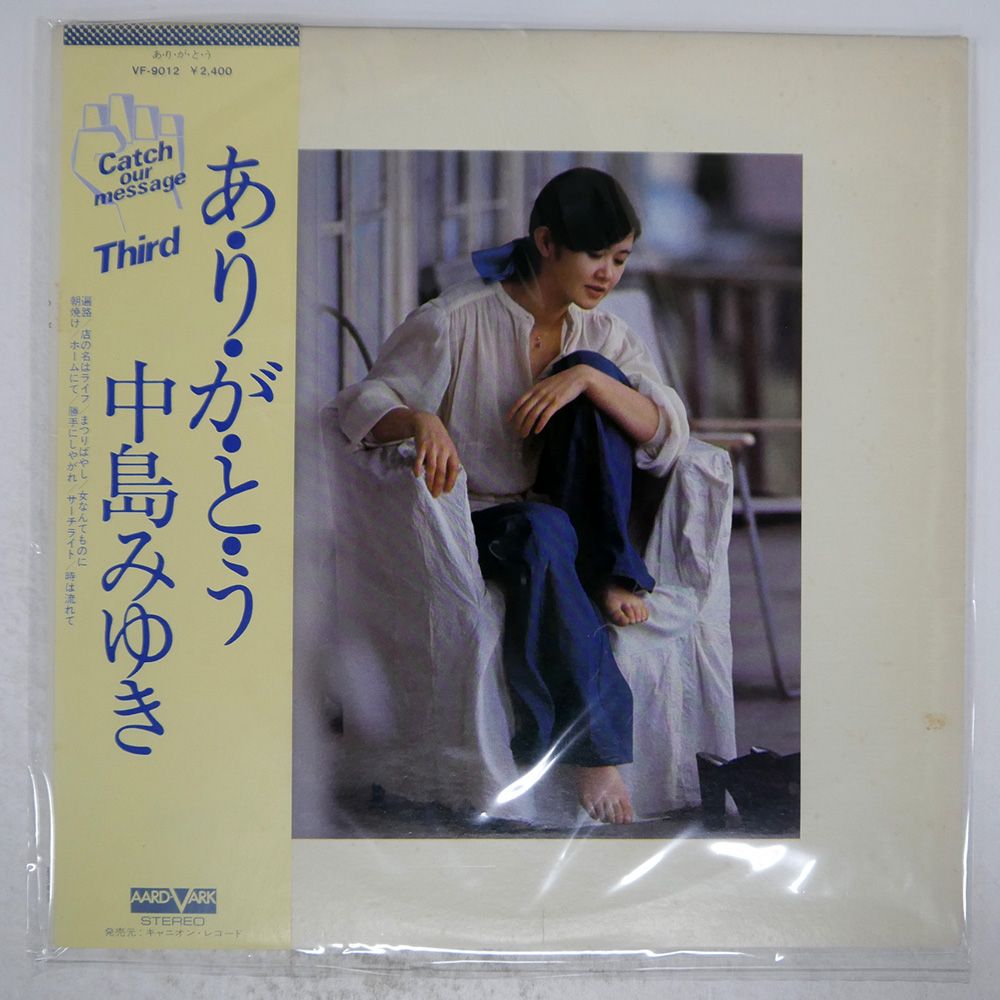 あ・り・が・と・う
VF-9012 ￥2,400
Catch
our
message
Third
あ・り・が・と・う
中島みゆき
遍路／店の名はライフ／まつりばやし／女なんてものに
朝焼け／ホームにて／勝手にしやがれ／サーチライト／時は流れて
AARD-VARK
STEREO
発売元：キャニオン・レコード